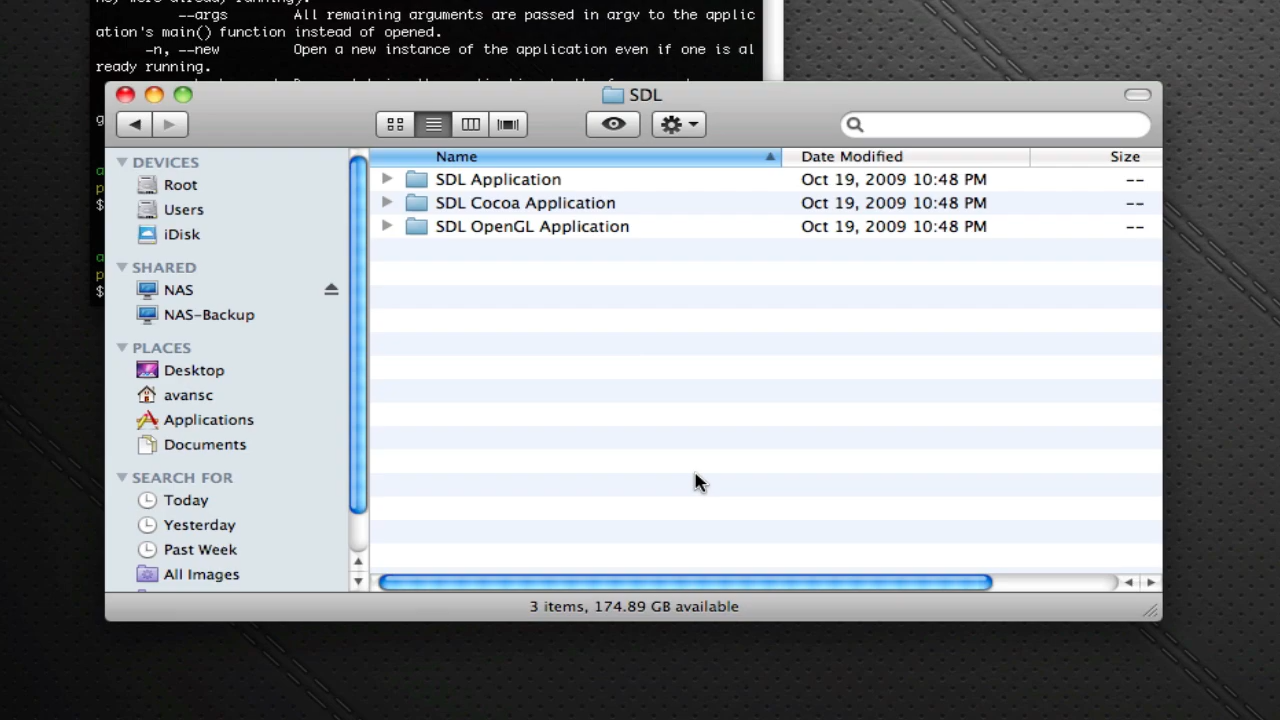 --args All remaining arguments are passed in argv to the applic
ation's main() function instead of opened.
-n, --new Open a new instance of the application even if one is al
ready running.
SDL
Name Date Modified Size
SDL Application Oct 19, 2009 10:48 PM --
SDL Cocoa Application Oct 19, 2009 10:48 PM --
SDL OpenGL Application Oct 19, 2009 10:48 PM --
DEVICES
Root
Users
iDisk
SHARED
NAS
NAS-Backup
PLACES
Desktop
avansc
Applications
Documents
SEARCH FOR
Today
Yesterday
Past Week
All Images
3 items, 174.89 GB available
g
a
p
$
a
p
$